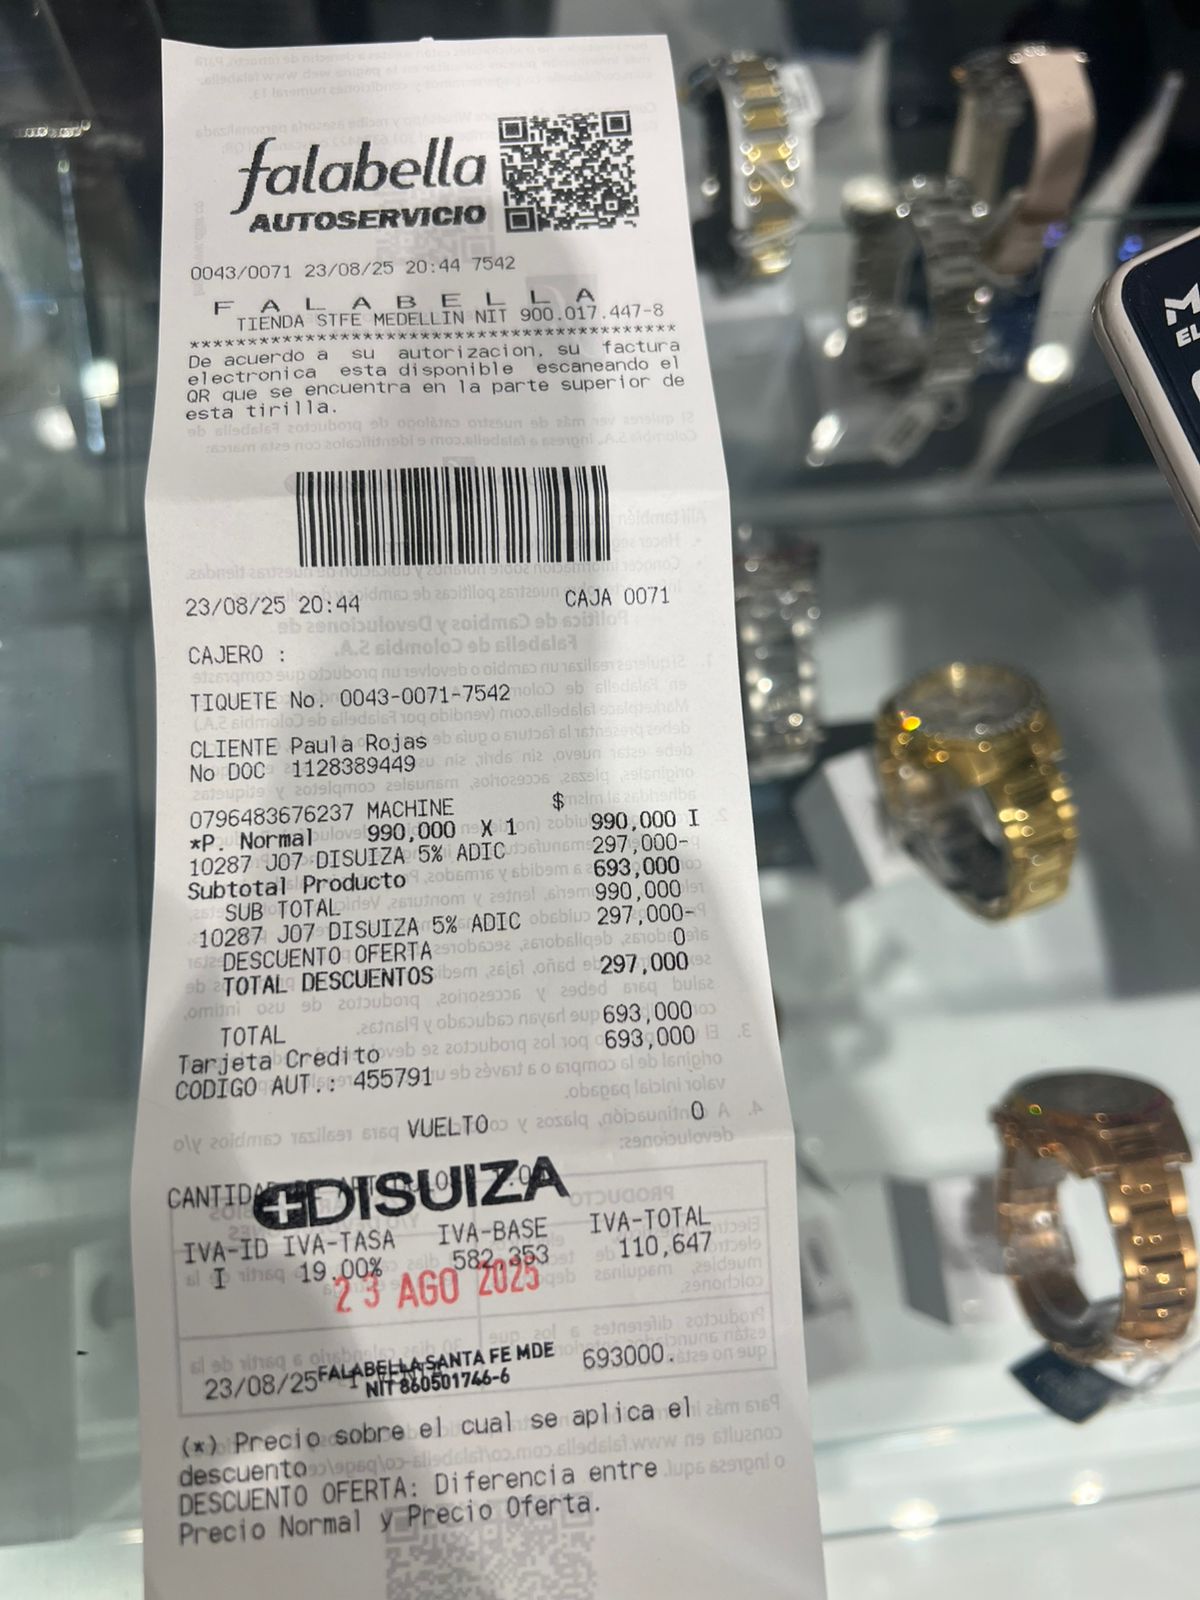 falabella
AUTOSERVICIO
0043/0071 23/08/25 20:44 7542
F A L A B E L L A
TIENDA STFE MEDELLIN NIT 900.017.447-8
****************************************
De acuerdo a su autorizacion, su factura
electronica esta disponible escaneando el
QR que se encuentra en la parte superior de
esta tirilla.
23/08/25 20:44 CAJA 0071
CAJERO :
TIQUETE No. 0043-0071-7542
CLIENTE Paula Rojas
No DOC 1128389449
0796483676237 MACHINE $
*P. Normal 990,000 X 1 990,000 I
10287 J07 DISUIZA 5% ADIC 297,000-
Subtotal Producto 693,000
SUB TOTAL 990,000
10287 J07 DISUIZA 5% ADIC 297,000-
DESCUENTO OFERTA 0
TOTAL DESCUENTOS 297,000
TOTAL 693,000
Tarjeta Credito 693,000
CODIGO AUT.: 455791
VUELTO 0
DISUIZA
IVA-ID IVA-TASA IVA-BASE IVA-TOTAL
I 19.00% 582,353 110,647
23 AGO 2025
FALABELLA SANTA FE MDE
NIT 860501746-6
23/08/25 693000.
(*) Precio sobre el cual se aplica el
descuento
DESCUENTO OFERTA: Diferencia entre
Precio Normal y Precio Oferta.